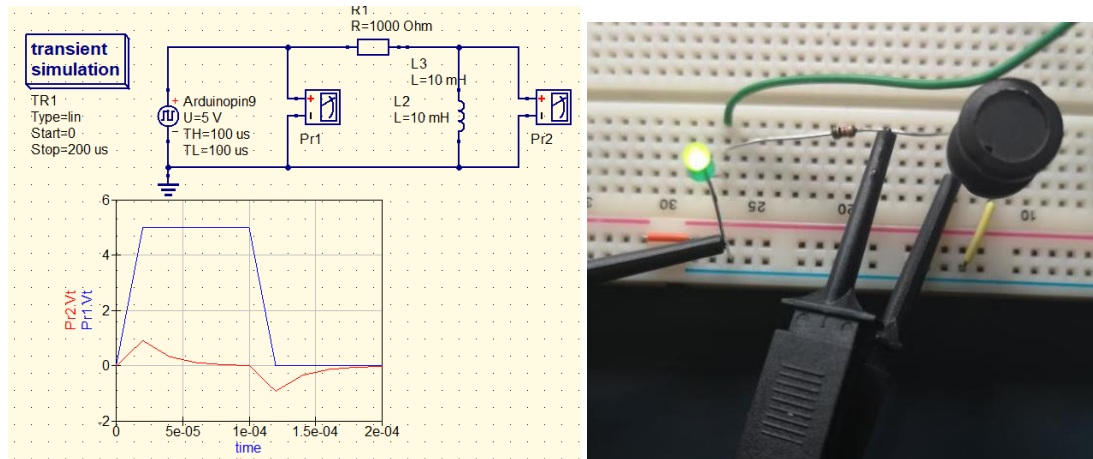 transient
simulation
TR1
Type=lin
Start=0
Stop=200 us
R1
R=1000 Ohm
L3
L=10 mH
L2
L=10 mH
Arduinopin9
U=5 V
TH=100 us
TL=100 us
+
-
Pr1
+
-
Pr2
+
-
6
4
2
0
-2
Pr2.Vt
Pr1.Vt
0
5e-05
1e-04
1.5e-04
2e-04
time
30
25
20
10